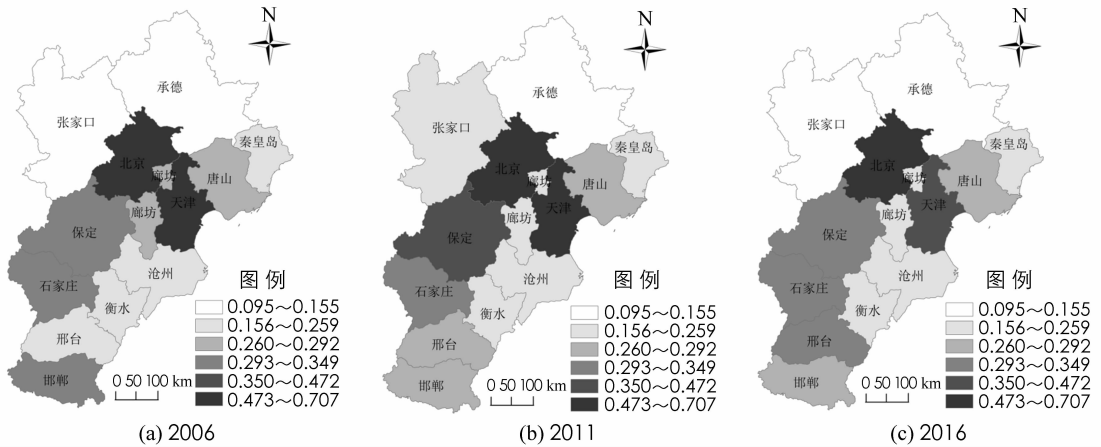 N
承德
张家口
秦皇岛
北京
廊坊
唐山
天津
廊坊
保定
沧州
石家庄
衡水
邢台
邯郸
图例
0.095～0.155
0.156～0.259
0.260～0.292
0.293～0.349
0.350～0.472
0.473～0.707
0 50 100 km
(a) 2006
N
承德
张家口
秦皇岛
北京
廊坊
唐山
天津
廊坊
保定
沧州
石家庄
衡水
邢台
邯郸
图例
0.095～0.155
0.156～0.259
0.260～0.292
0.293～0.349
0.350～0.472
0.473～0.707
0 50 100 km
(b) 2011
N
承德
张家口
秦皇岛
北京
廊坊
唐山
天津
廊坊
保定
沧州
石家庄
衡水
邢台
邯郸
图例
0.095～0.155
0.156～0.259
0.260～0.292
0.293～0.349
0.350～0.472
0.473～0.707
0 50 100 km
(c) 2016